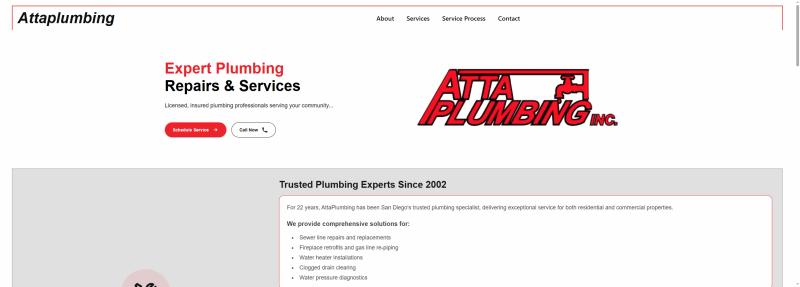 Attaplumbing
About Services Service Process Contact
Expert Plumbing
Repairs & Services
Licensed, insured plumbing professionals serving your community...
Schedule Service → Call Now
ATTA
PLUMBING INC.
Trusted Plumbing Experts Since 2002
For 22 years, AttaPlumbing has been San Diego's trusted plumbing specialist, delivering exceptional service for both residential and commercial properties.
We provide comprehensive solutions for:
• Sewer line repairs and replacements
• Fireplace retrofits and gas line re-piping
• Water heater installations
• Clogged drain clearing
• Water pressure diagnostics